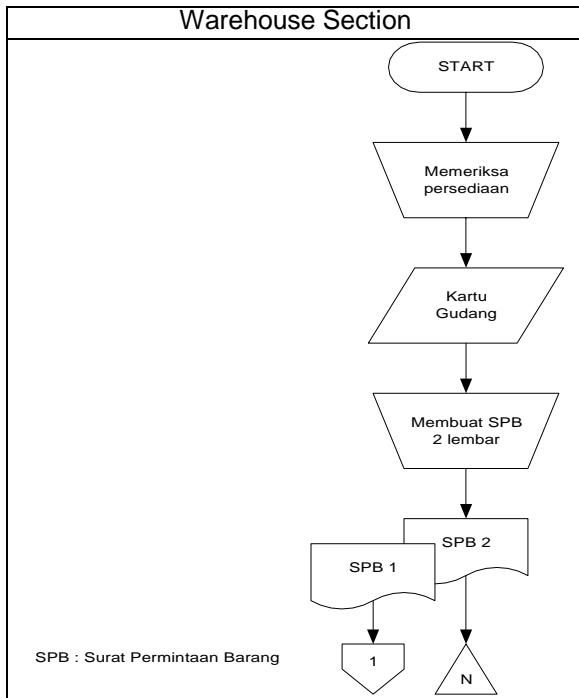 Warehouse Section
START
Memeriksa
persediaan
Kartu
Gudang
Membuat SPB
2 lembar
SPB 2
SPB 1
SPB : Surat Permintaan Barang
1
N